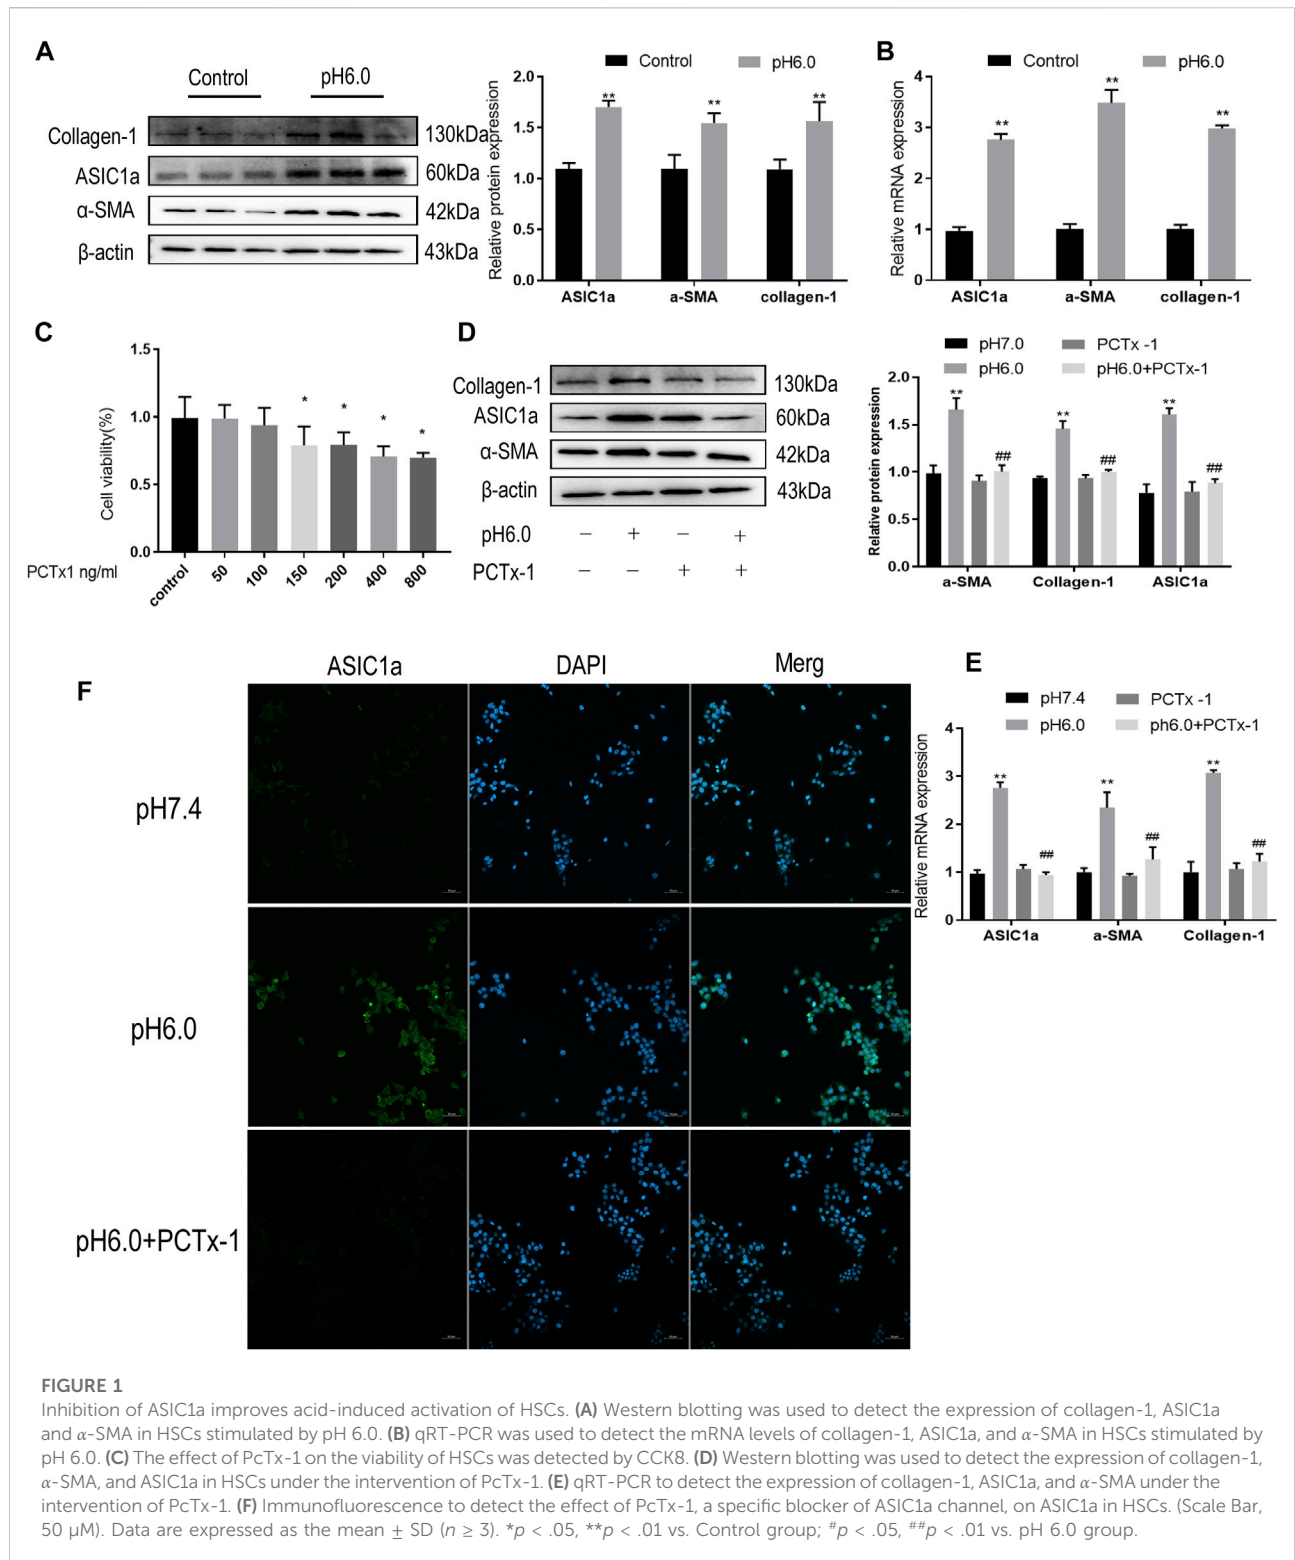 A
Control
pH6.0
Collagen-1
130kDa
ASIC1a
60kDa
α-SMA
42kDa
β-actin
43kDa
Control
pH6.0
Relative protein expression
2.0
1.5
1.0
0.5
0.0
**
**
**
ASIC1a
a-SMA
collagen-1
B
Control
pH6.0
Relative mRNA expression
4
3
2
1
0
**
**
**
ASIC1a
a-SMA
collagen-1
C
Cell viability(%)
1.5
1.0
0.5
0.0
*
*
*
*
PCTx1 ng/ml
control
50
100
150
200
400
800
D
Collagen-1
130kDa
ASIC1a
60kDa
α-SMA
42kDa
β-actin
43kDa
pH6.0
− + − +
PCTx-1
− − + +
pH7.0
PCTx -1
pH6.0
pH6.0+PCTx-1
Relative protein expression
2.0
1.5
1.0
0.5
0.0
**
##
**
##
**
##
a-SMA
Collagen-1
ASIC1a
E
pH7.4
PCTx -1
pH6.0
ph6.0+PCTx-1
Relative mRNA expression
4
3
2
1
0
**
##
**
##
**
##
ASIC1a
a-SMA
Collagen-1
F
ASIC1a
DAPI
Merg
pH7.4
pH6.0
pH6.0+PCTx-1
FIGURE 1
Inhibition of ASIC1a improves acid-induced activation of HSCs. (A) Western blotting was used to detect the expression of collagen-1, ASIC1a
and α-SMA in HSCs stimulated by pH 6.0. (B) qRT-PCR was used to detect the mRNA levels of collagen-1, ASIC1a, and α-SMA in HSCs stimulated by
pH 6.0. (C) The effect of PcTx-1 on the viability of HSCs was detected by CCK8. (D) Western blotting was used to detect the expression of collagen-1,
α-SMA, and ASIC1a in HSCs under the intervention of PcTx-1. (E) qRT-PCR to detect the expression of collagen-1, ASIC1a, and α-SMA under the
intervention of PcTx-1. (F) Immunofluorescence to detect the effect of PcTx-1, a specific blocker of ASIC1a channel, on ASIC1a in HSCs. (Scale Bar,
50 μM). Data are expressed as the mean ± SD (n ≥ 3). *p < .05, **p < .01 vs. Control group; #p < .05, ##p < .01 vs. pH 6.0 group.